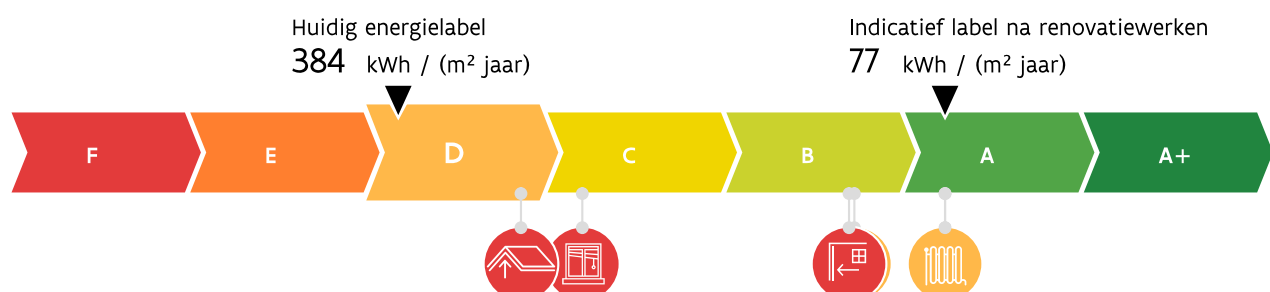 Huidig energielabel
384 kWh / (m² jaar)
Indicatief label na renovatiewerken
77 kWh / (m² jaar)
F E D C B A A+